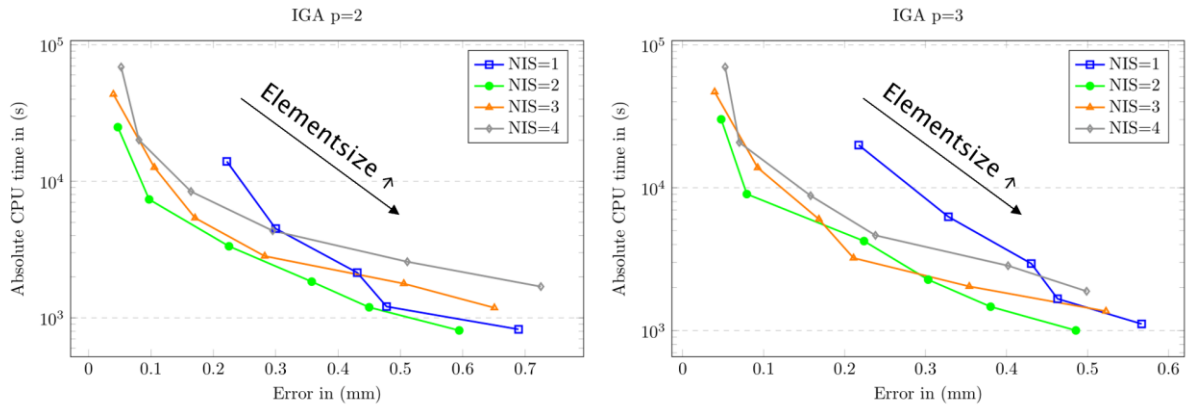 IGA p=2
Absolute CPU time in (s)
10^5
10^4
10^3
NIS=1
NIS=2
NIS=3
NIS=4
Elementsize ↑
0 0.1 0.2 0.3 0.4 0.5 0.6 0.7
Error in (mm)
IGA p=3
Absolute CPU time in (s)
10^5
10^4
10^3
NIS=1
NIS=2
NIS=3
NIS=4
Elementsize ↑
0 0.1 0.2 0.3 0.4 0.5 0.6
Error in (mm)